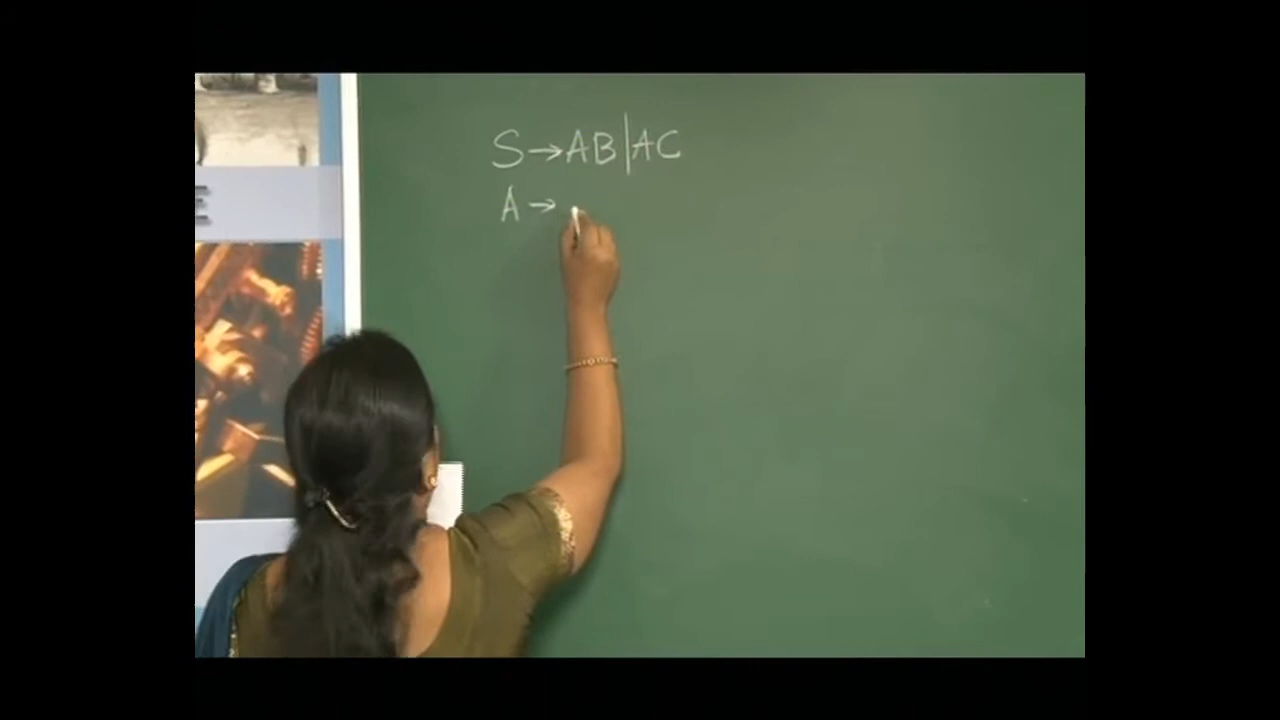 S → AB | AC
A →
E